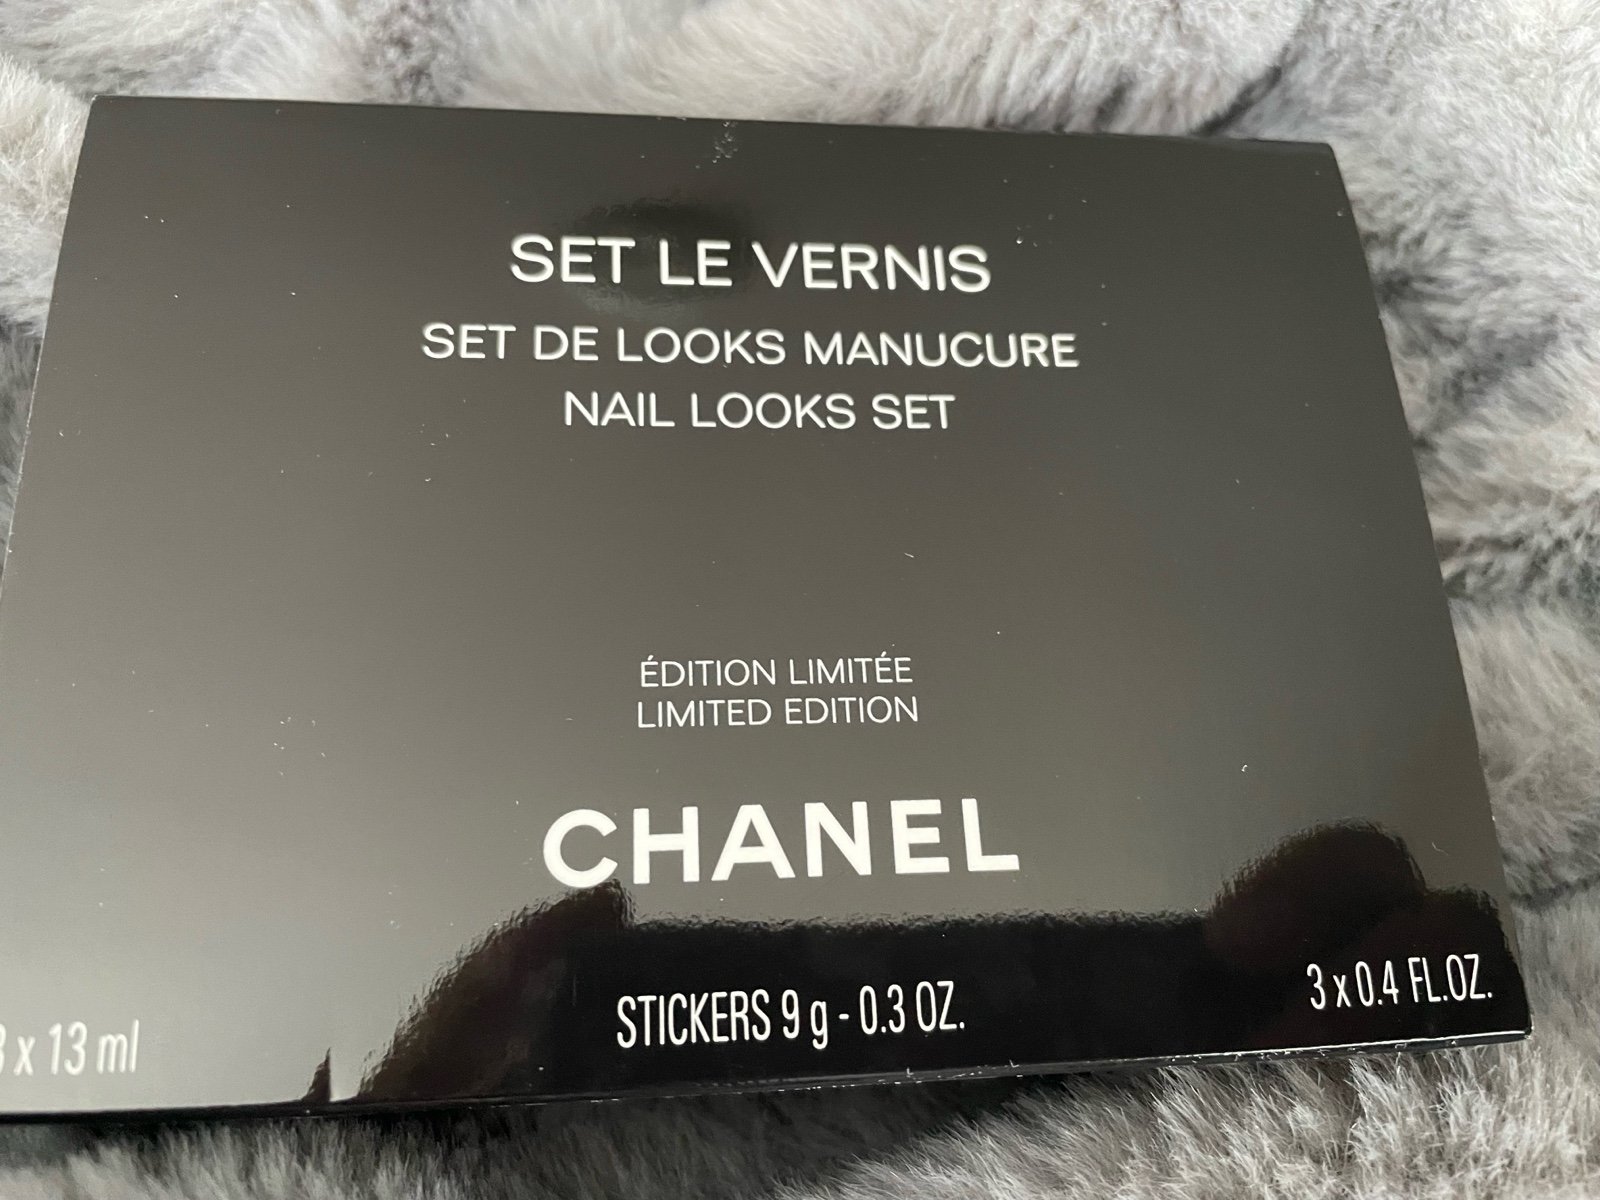 SET LE VERNIS
SET DE LOOKS MANUCURE
NAIL LOOKS SET
ÉDITION LIMITÉE
LIMITED EDITION
CHANEL
3 x 13 ml
STICKERS 9 g - 0.3 OZ.
3 x 0.4 FL.OZ.